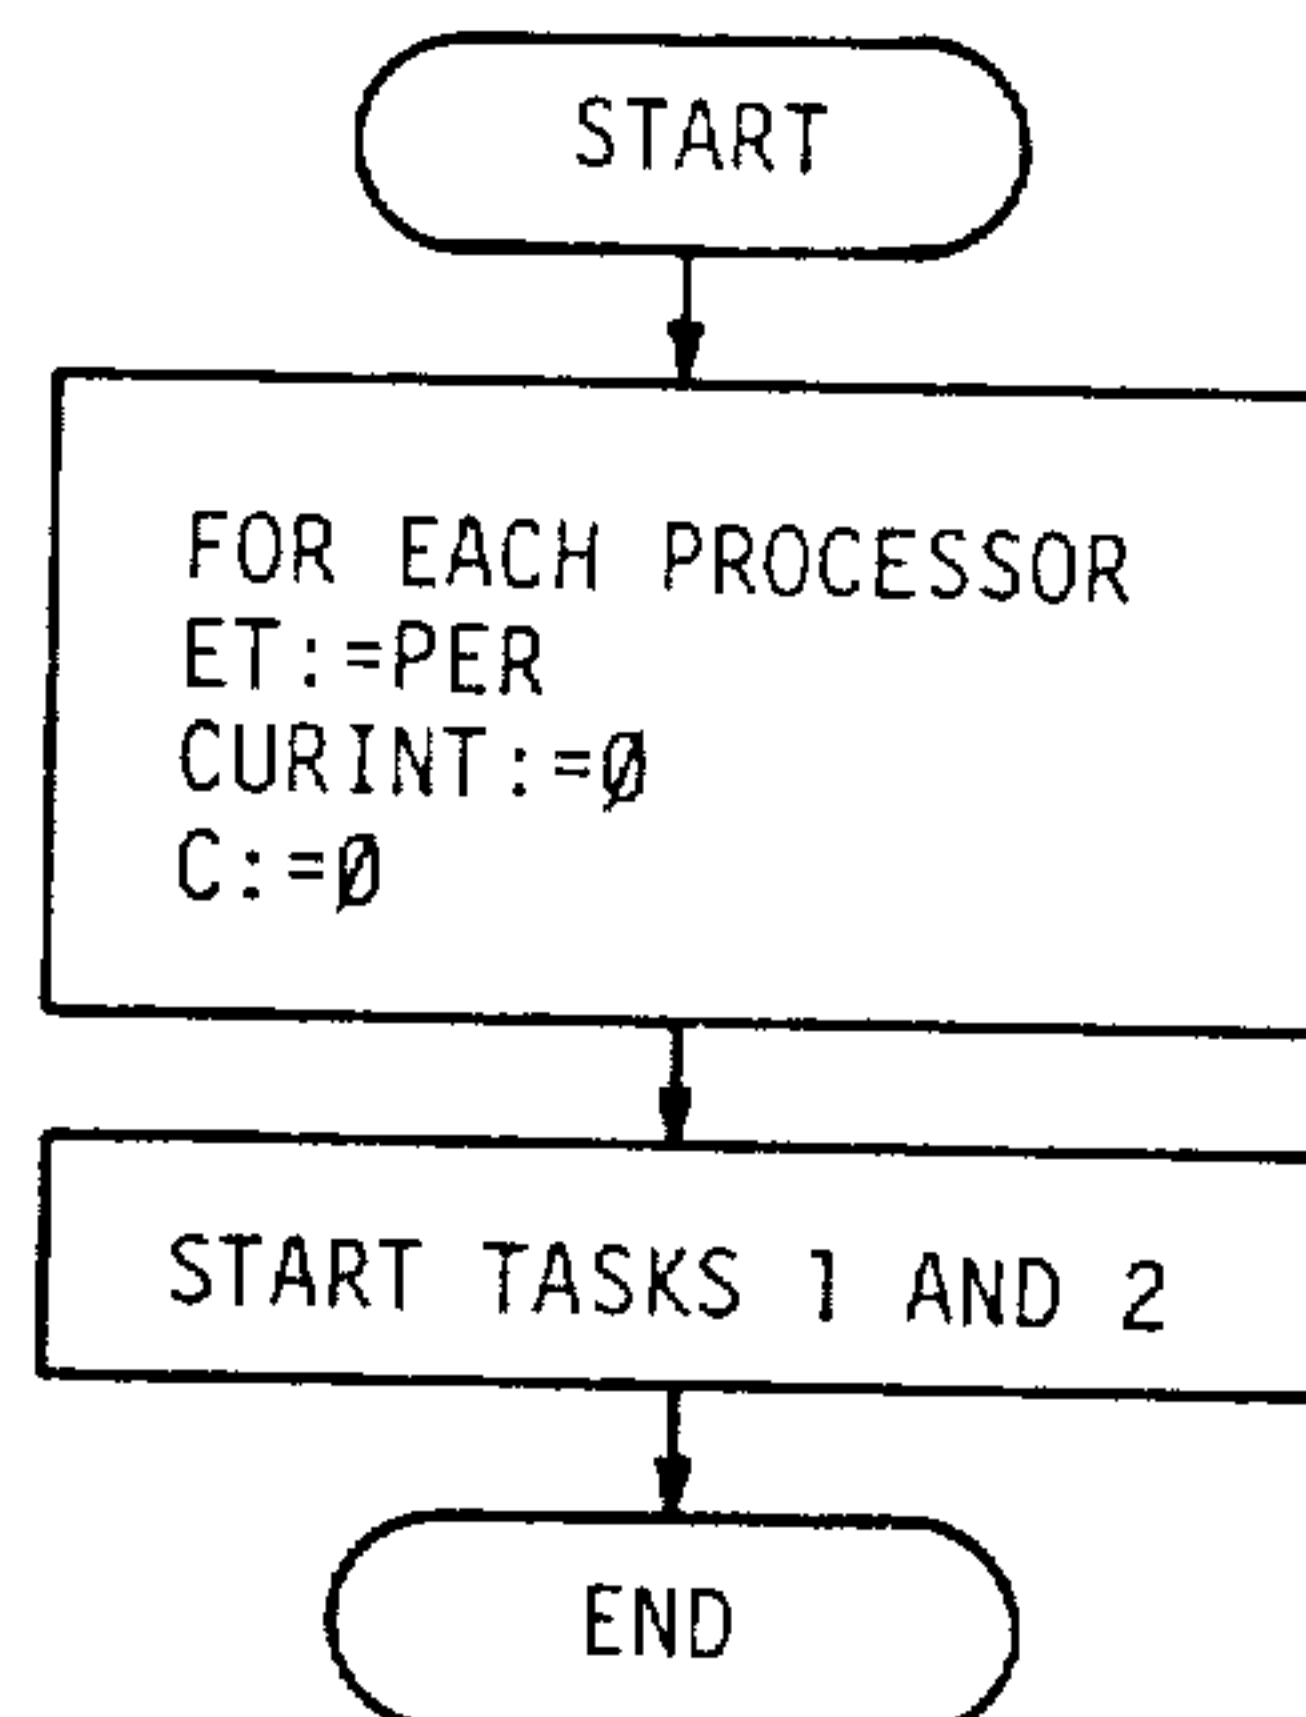 START
FOR EACH PROCESSOR
ET:=PER
CURINT:=Ø
C:=Ø
START TASKS 1 AND 2
END